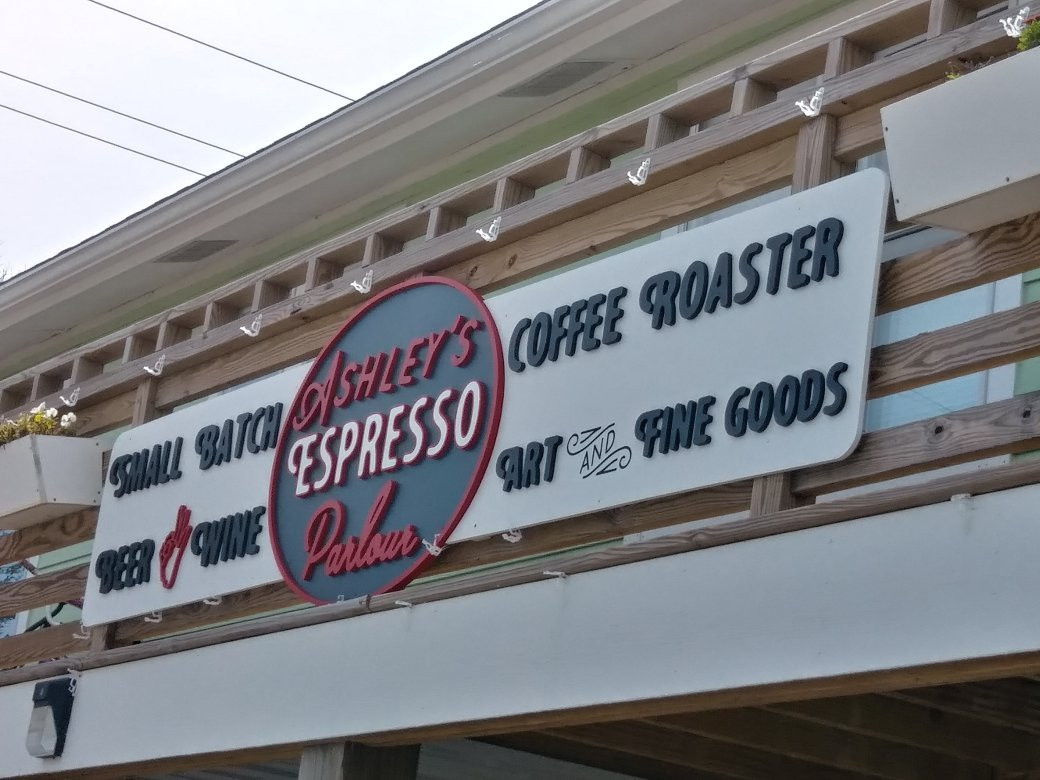 SMALL BATCH
BEER & WINE
ASHLEY'S
ESPRESSO
Parlour
COFFEE ROASTER
ART AND FINE GOODS